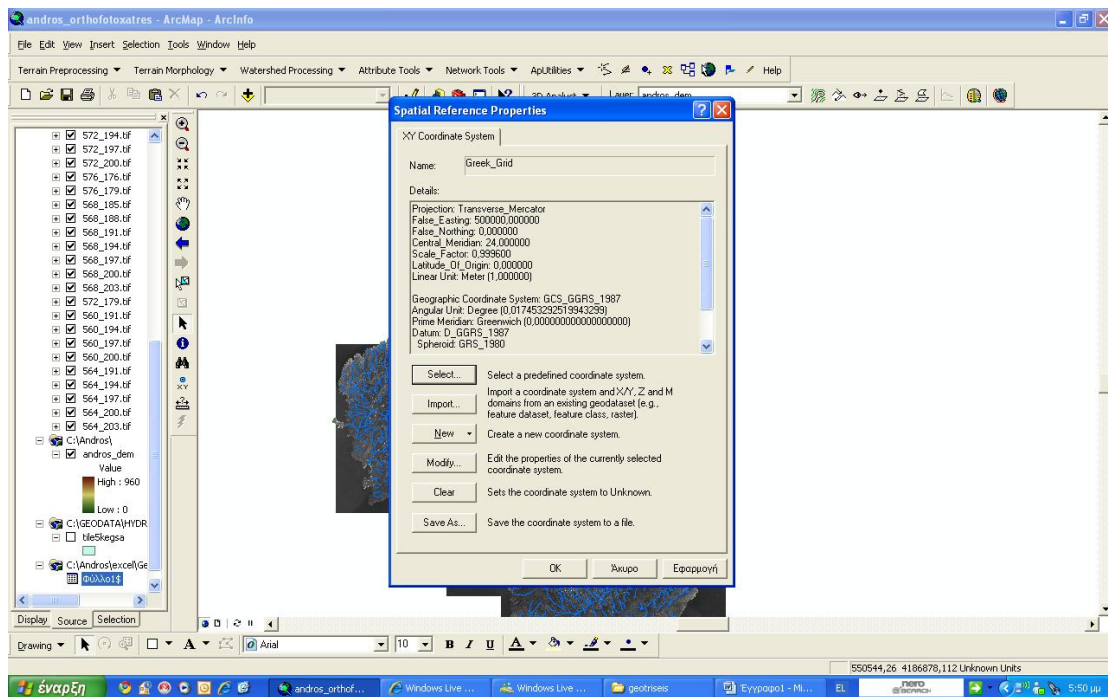 andros_orthofotoxatres - ArcMap - ArcInfo
File Edit View Insert Selection Tools Window Help
Terrain Preprocessing Terrain Morphology Watershed Processing Attribute Tools Network Tools ApUtilities Help
3D Analyst Layer: andros_dem
572_194.tif
572_197.tif
572_200.tif
576_176.tif
576_179.tif
568_185.tif
568_188.tif
568_191.tif
568_194.tif
568_197.tif
568_200.tif
568_203.tif
572_179.tif
560_191.tif
560_194.tif
560_197.tif
560_200.tif
564_191.tif
564_194.tif
564_197.tif
564_200.tif
564_203.tif
C:\Andros\
andros_dem
Value
High : 960
Low : 0
C:\GEODATA\HYDR
tile5kegsa
C:\Andros\excel\Ge
Φύλλο1$
Display Source Selection
Spatial Reference Properties
XY Coordinate System
Name: Greek_Grid
Details:
Projection: Transverse_Mercator
False_Easting: 500000,000000
False_Northing: 0,000000
Central_Meridian: 24,000000
Scale_Factor: 0,999600
Latitude_Of_Origin: 0,000000
Linear Unit: Meter (1,000000)
Geographic Coordinate System: GCS_GGRS_1987
Angular Unit: Degree (0,017453292519943299)
Prime Meridian: Greenwich (0,000000000000000000)
Datum: D_GGRS_1987
Spheroid: GRS_1980
Select... Select a predefined coordinate system.
Import... Import a coordinate system and X/Y, Z and M
domains from an existing geodataset (e.g.,
feature dataset, feature class, raster).
New Create a new coordinate system.
Modify... Edit the properties of the currently selected
coordinate system.
Clear Sets the coordinate system to Unknown.
Save As... Save the coordinate system to a file.
OK Άκυρο Εφαρμογή
Drawing A Arial 10 B I U A
550544,26 4186878,112 Unknown Units
έναρξη andros_orthof... Windows Live ... Windows Live ... geotriseis Έγγραφο1 - Mi... EL nero SEARCH 5:50 μμ